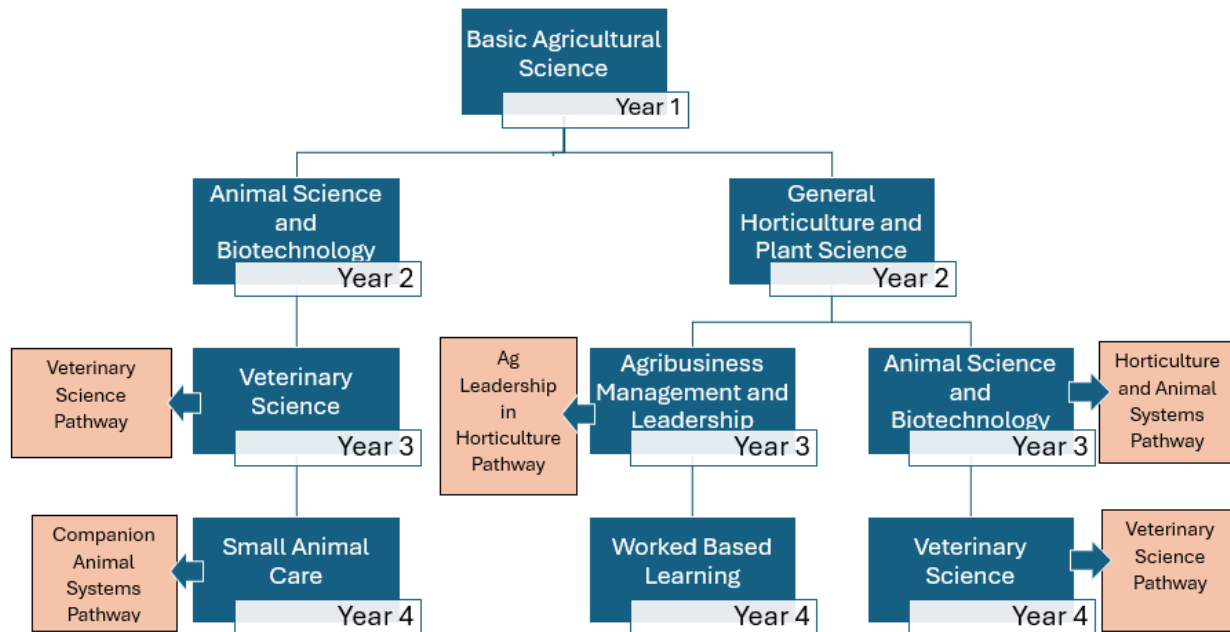 Basic Agricultural
Science
Year 1
Animal Science
and
Biotechnology
Year 2
General
Horticulture and
Plant Science
Year 2
Veterinary
Science
Pathway
Veterinary
Science
Year 3
Ag
Leadership
in
Horticulture
Pathway
Agribusiness
Management and
Leadership
Year 3
Animal Science
and
Biotechnology
Year 3
Horticulture
and Animal
Systems
Pathway
Companion
Animal
Systems
Pathway
Small Animal
Care
Year 4
Worked Based
Learning
Year 4
Veterinary
Science
Year 4
Veterinary
Science
Pathway